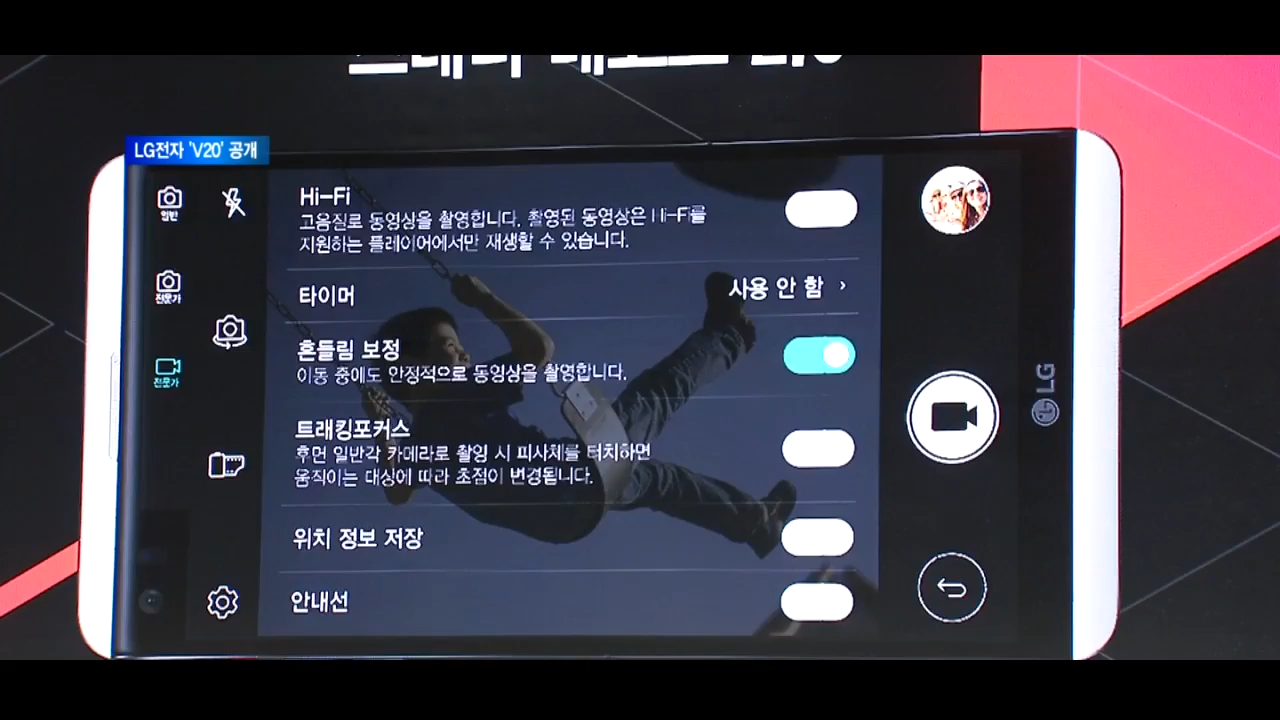 LG전자 'V20' 공개
일반
전문가
전문가
Hi-Fi
고음질로 동영상을 촬영합니다. 촬영된 동영상은 Hi-Fi를
지원하는 플레이어에서만 재생할 수 있습니다.
타이머
사용 안 함 ›
흔들림 보정
이동 중에도 안정적으로 동영상을 촬영합니다.
트래킹포커스
후면 일반각 카메라로 촬영 시 피사체를 터치하면
움직이는 대상에 따라 초점이 변경됩니다.
위치 정보 저장
안내선
LG